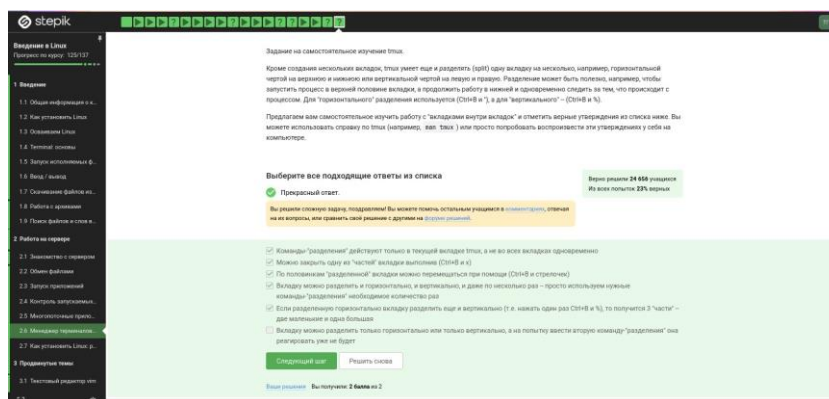 stepik
Введение в Linux
Прогресс по курсу: 125/137
1 Введение
1.1 Общая информация о к...
1.2 Как установить Linux
1.3 Осваиваем Linux
1.4 Terminal: основы
1.5 Запуск исполняемых ф...
1.6 Ввод / вывод
1.7 Скачивание файлов из...
1.8 Работа с архивами
1.9 Поиск файлов и слов в...
2 Работа на сервере
2.1 Знакомство с сервером
2.2 Обмен файлами
2.3 Запуск приложений
2.4 Контроль запускаемых...
2.5 Многопоточные прило...
2.6 Менеджер терминалов...
2.7 Как установить Linux: р...
3 Продвинутые темы
3.1 Текстовый редактор vim
Задание на самостоятельное изучение tmux.
Кроме создания нескольких вкладок, tmux умеет еще и разделять (split) одну вкладку на несколько, например, горизонтальной
чертой на верхнюю и нижнюю или вертикальной чертой на левую и правую. Разделение может быть полезно, например, чтобы
запустить процесс в верхней половине вкладки, а продолжить работу в нижней и одновременно следить за тем, что происходит с
процессом. Для "горизонтального" разделения используется (Ctrl+B и "), а для "вертикального" – (Ctrl+B и %).
Предлагаем вам самостоятельное изучить работу с "вкладками внутри вкладок" и отметить верные утверждения из списка ниже. Вы
можете использовать справку по tmux (например, man tmux) или просто попробовать воспроизвести эти утверждения у себя на
компьютере.
Выберите все подходящие ответы из списка
Прекрасный ответ.
Верно решили 24 656 учащихся
Из всех попыток 23% верных
Вы решили сложную задачу, поздравляем! Вы можете помочь остальным учащимся в комментариях, отвечая
на их вопросы, или сравнить своё решение с другими на форуме решений.
Команды-"разделения" действуют только в текущей вкладке tmux, а не во всех вкладках одновременно
Можно закрыть одну из "частей" вкладки выполнив (Ctrl+B и x)
По половинкам "разделенной" вкладки можно перемещаться при помощи (Ctrl+B и стрелочек)
Вкладку можно разделить и горизонтально, и вертикально, и даже по несколько раз – просто используем нужные
команды-"разделения" необходимое количество раз
Если разделенную горизонтально вкладку разделить еще и вертикально (т.е. нажать один раз Ctrl+B и %), то получится 3 "части" –
две маленькие и одна большая
Вкладку можно разделить только горизонтально или только вертикально, а на попытку ввести вторую команду-"разделения" она
реагировать уже не будет
Следующий шаг Решить снова
Ваши решения Вы получили: 2 балла из 2